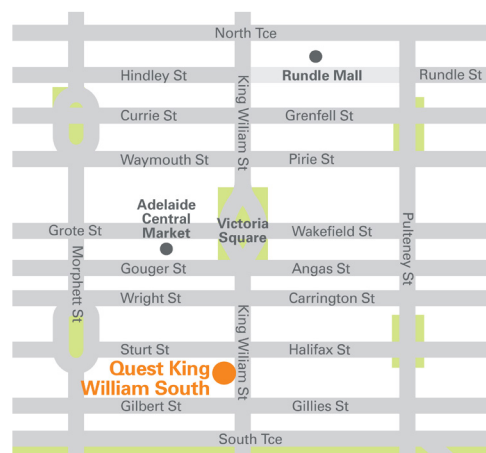 North Tce
Hindley St
Rundle Mall
Rundle St
King William St
Currie St
Grenfell St
Waymouth St
Pirie St
Adelaide
Central
Market
Victoria
Square
Grote St
Wakefield St
Pulteney St
Morphett St
Gouger St
Angas St
Wright St
Carrington St
King William St
Sturt St
Halifax St
Quest King
William South
Gilbert St
Gillies St
South Tce